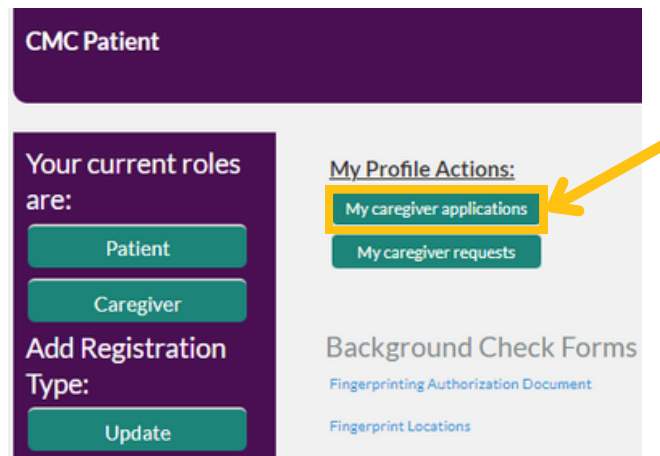 CMC Patient
Your current roles
are:
Patient
Caregiver
Add Registration
Type:
Update
My Profile Actions:
My caregiver applications
My caregiver requests
Background Check Forms
Fingerprinting Authorization Document
Fingerprint Locations